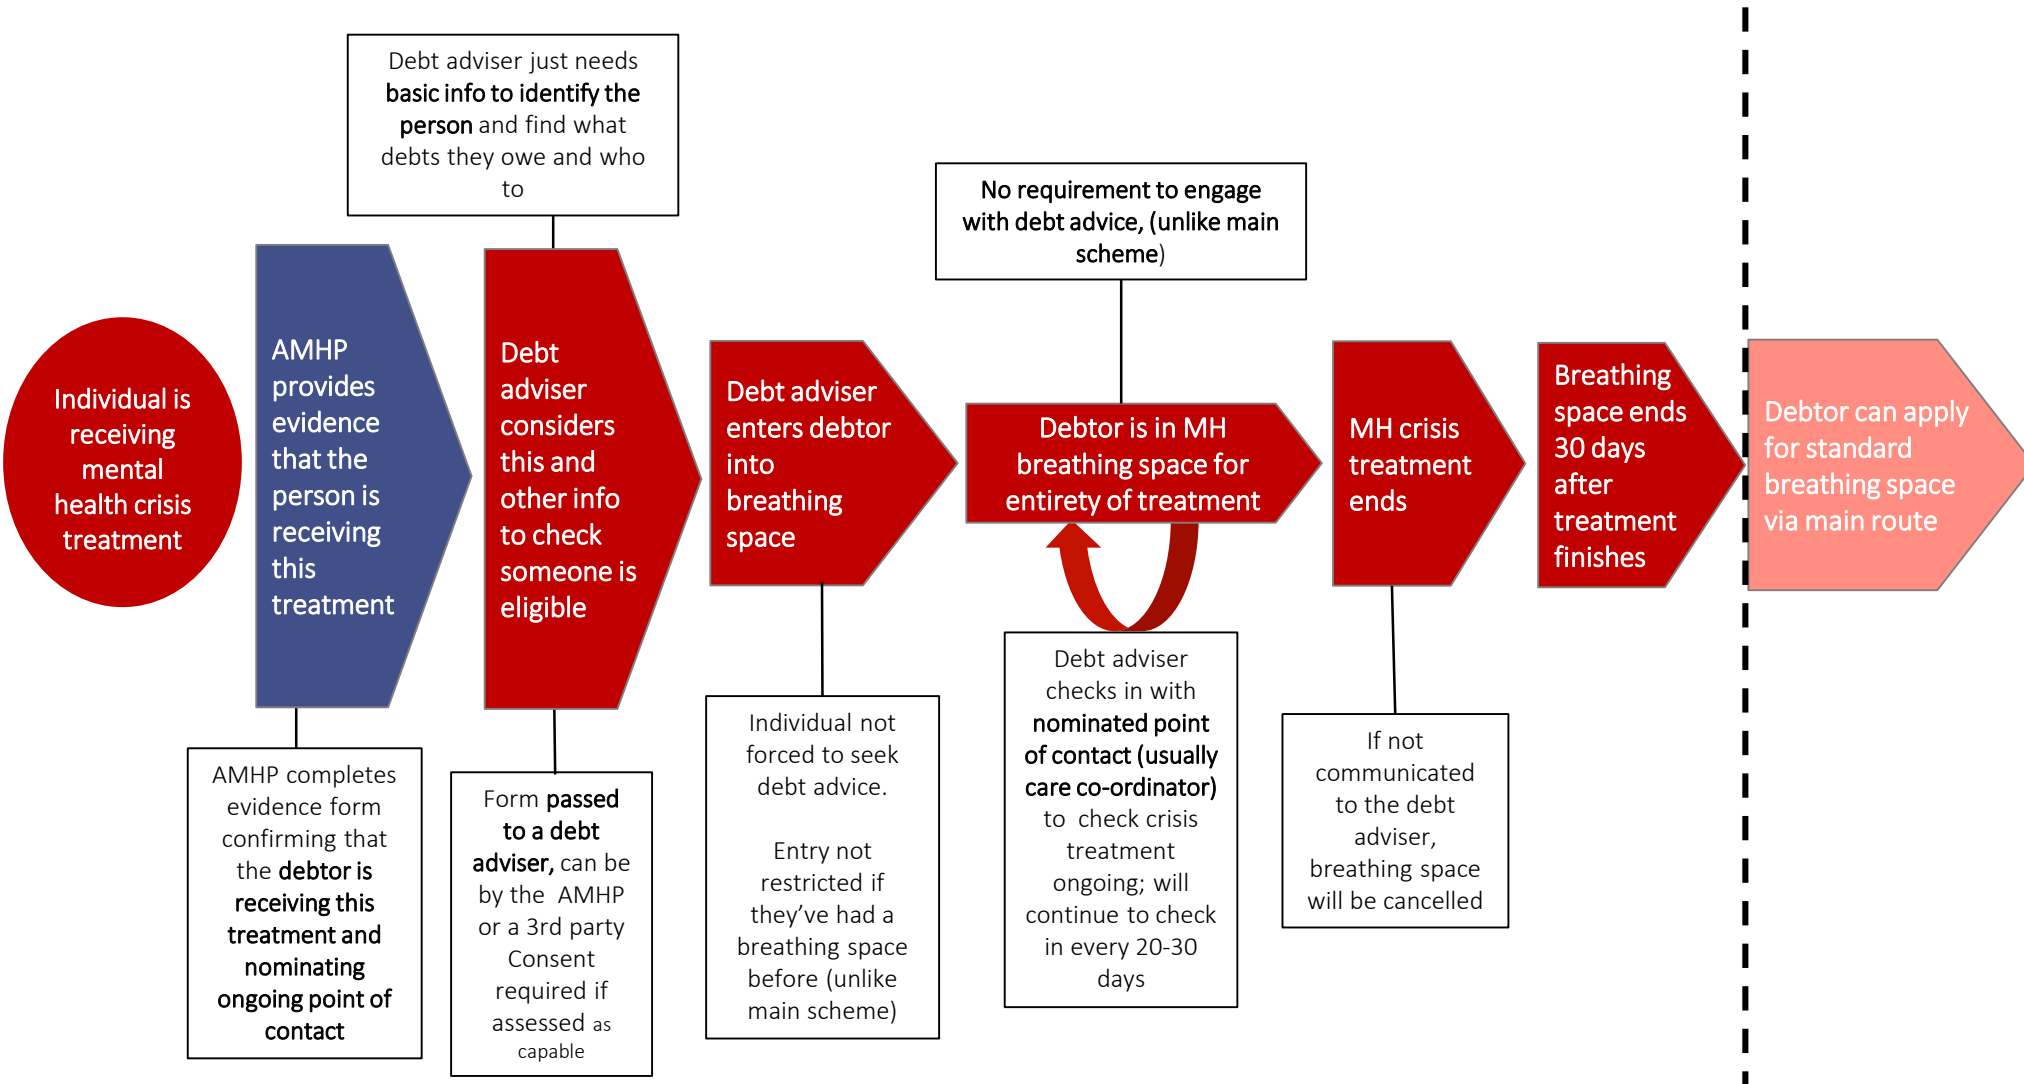 Debt adviser just needs
basic info to identify the
person and find what
debts they owe and who
to
No requirement to engage
with debt advice, (unlike main
scheme)
Individual is
receiving
mental
health crisis
treatment
AMHP
provides
evidence
that the
person is
receiving
this
treatment
Debt
adviser
considers
this and
other info
to check
someone is
eligible
Debt adviser
enters debtor
into
breathing
space
Debtor is in MH
breathing space for
entirety of treatment
MH crisis
treatment
ends
Breathing
space ends
30 days
after
treatment
finishes
Debtor can apply
for standard
breathing space
via main route
AMHP completes
evidence form
confirming that
the debtor is
receiving this
treatment and
nominating
ongoing point of
contact
Form passed
to a debt
adviser, can be
by the AMHP
or a 3rd party
Consent
required if
assessed as
capable
Individual not
forced to seek
debt advice.
Entry not
restricted if
they've had a
breathing space
before (unlike
main scheme)
Debt adviser
checks in with
nominated point
of contact (usually
care co-ordinator)
to check crisis
treatment
ongoing; will
continue to check
in every 20-30
days
If not
communicated
to the debt
adviser,
breathing space
will be cancelled